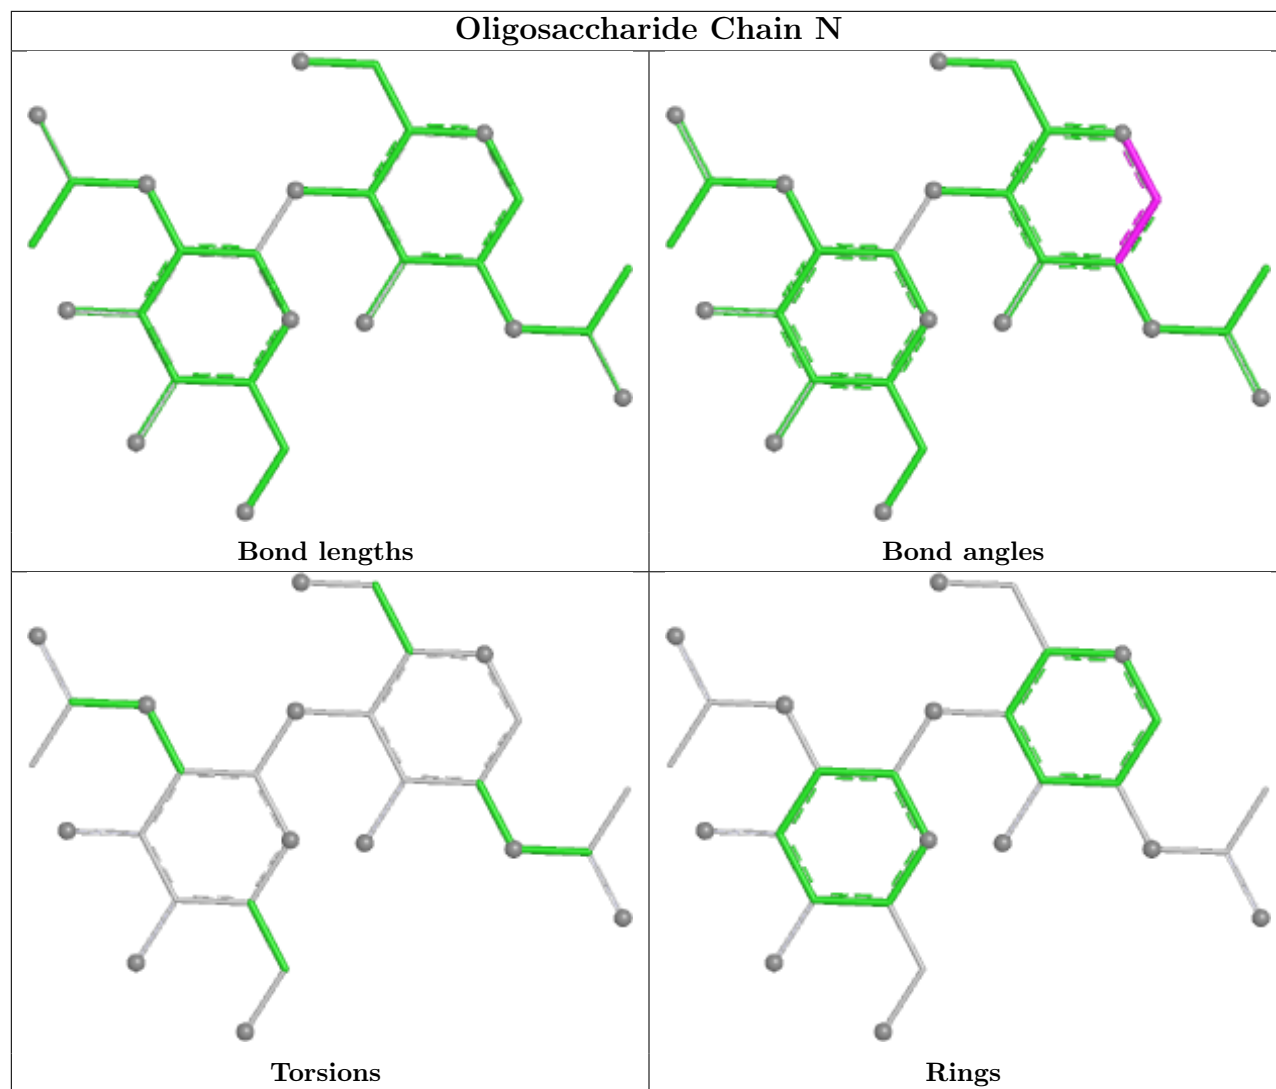 Oligosaccharide Chain N
Bond lengths
Bond angles
Torsions
Rings